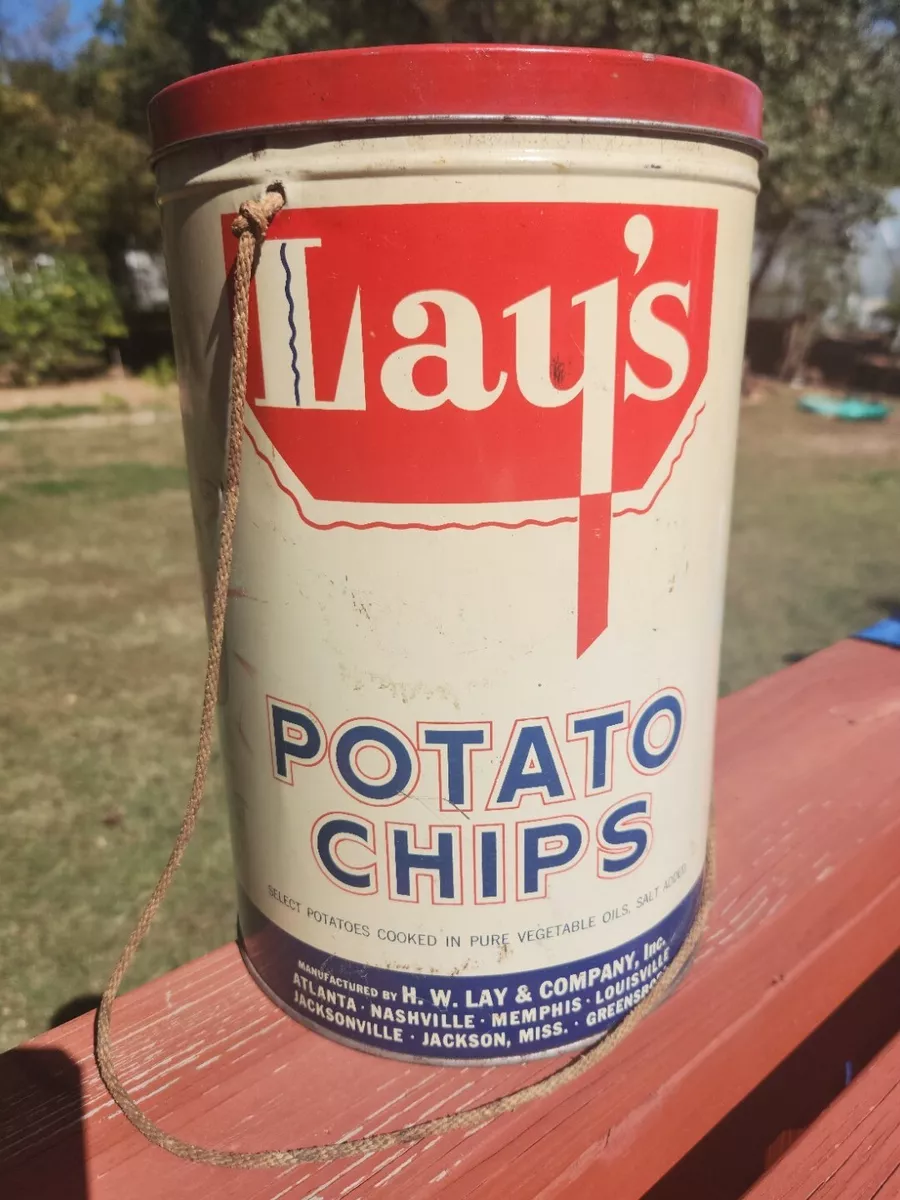 Lay's
POTATO
CHIPS
SELECT POTATOES COOKED IN PURE VEGETABLE OILS. SALT ADDED.
MANUFACTURED BY H. W. LAY & COMPANY, Inc.
ATLANTA · NASHVILLE · MEMPHIS · LOUISVILLE
JACKSONVILLE · JACKSON, MISS. ·